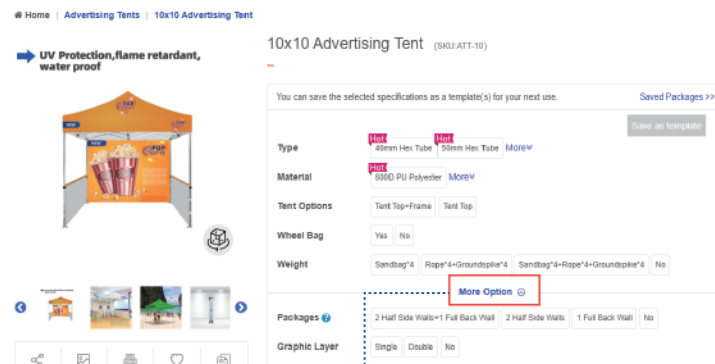 Home | Advertising Tents | 10x10 Advertising Tent
UV Protection,flame retardant,
water proof
10x10 Advertising Tent (SKU:ATT-10)
--
You can save the selected specifications as a template(s) for your next use. Saved Packages >>
Save as template
Hot Hot
Type 40mm Hex Tube 50mm Hex Tube More
Hot
Material 600D PU Polyester More
Tent Options Tent Top+Frame Tent Top
Wheel Bag Yes No
Weight Sandbag*4 Rope*4+Groundspike*4 Sandbag*4+Rope*4+Groundspike*4 No
More Option
Packages 2 Half Side Walls+1 Full Back Wall 2 Half Side Walls 1 Full Back Wall No
Graphic Layer Single Double No